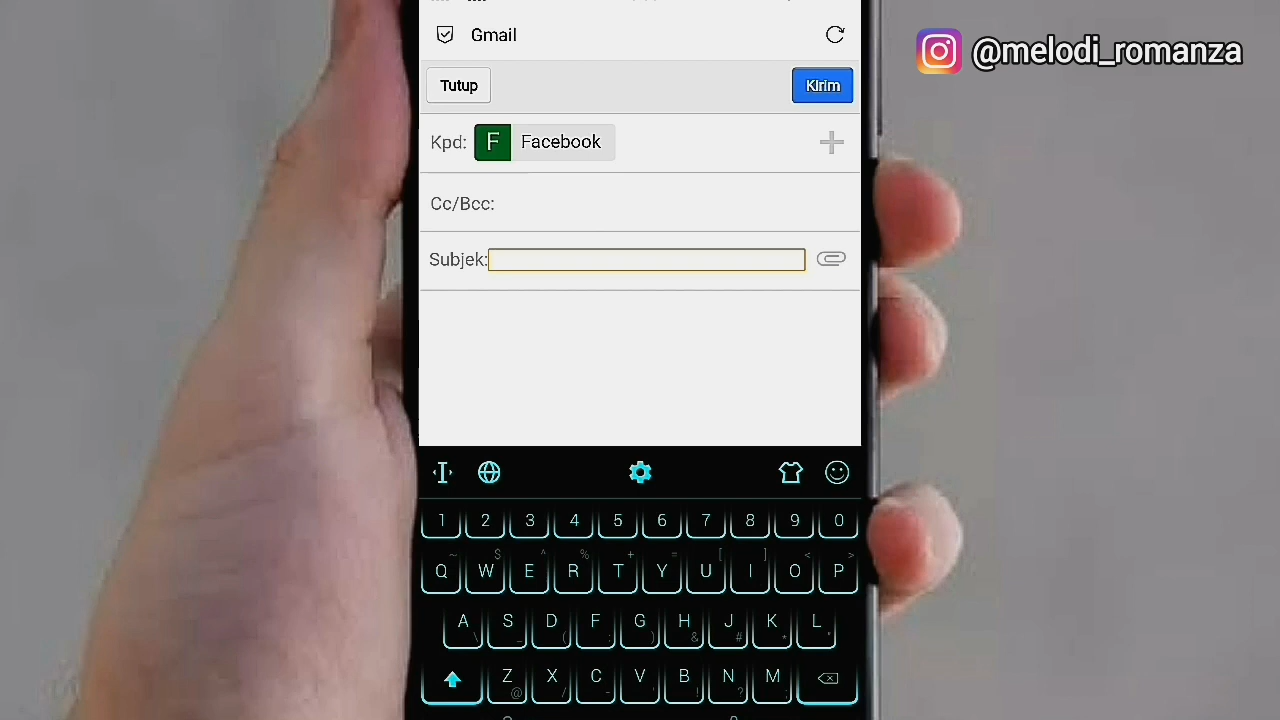 Gmail
@melodi_romanza
Tutup
Kirim
Kpd:
F
Facebook
Cc/Bcc:
Subjek:
1 2 3 4 5 6 7 8 9 0
~ $ ^ % + = [ ] < >
Q W E R T Y U I O P
A S D F G H J K L
\ _ ( : ) & # *
Z X C V B N M
@ / - ' ! ? ;